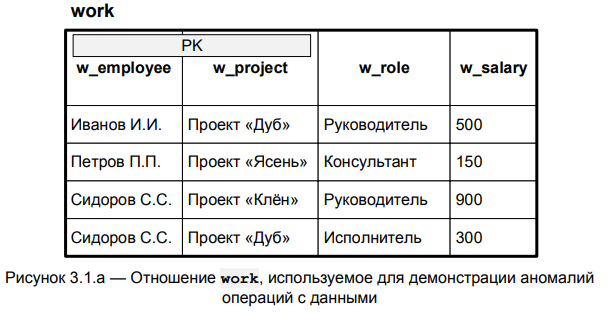 work
PK
w_employee w_project w_role w_salary
Иванов И.И. Проект «Дуб» Руководитель 500
Петров П.П. Проект «Ясень» Консультант 150
Сидоров С.С. Проект «Клён» Руководитель 900
Сидоров С.С. Проект «Дуб» Исполнитель 300
Рисунок 3.1.a — Отношение work, используемое для демонстрации аномалий
операций с данными